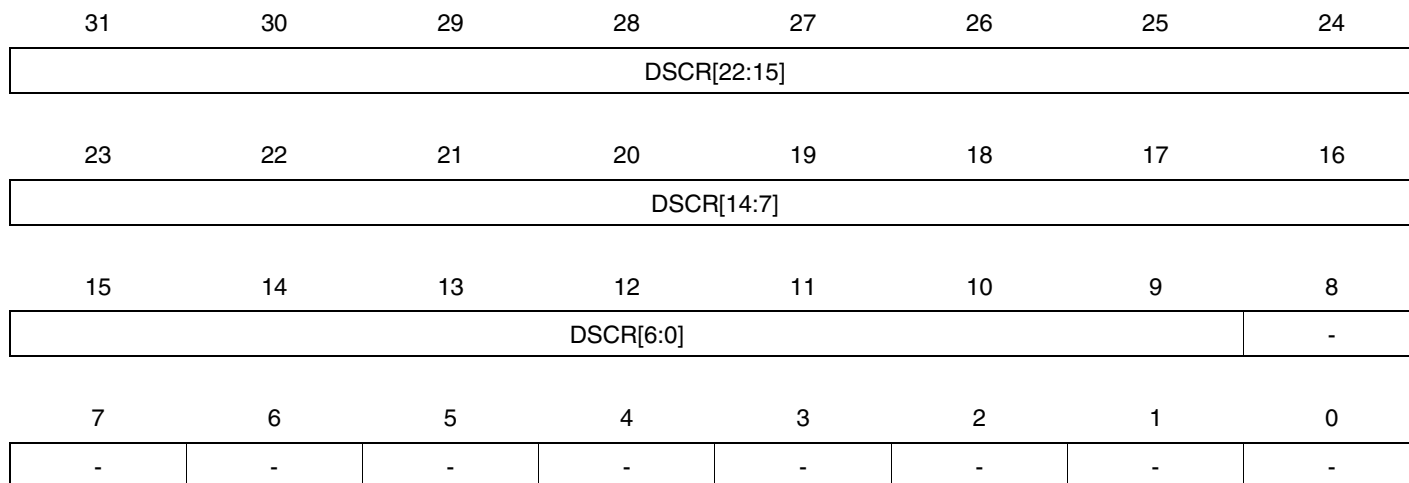 31 30 29 28 27 26 25 24
DSCR[22:15]
23 22 21 20 19 18 17 16
DSCR[14:7]
15 14 13 12 11 10 9 8
DSCR[6:0] -
7 6 5 4 3 2 1 0
- - - - - - - -